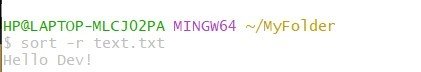 HP@LAPTOP-MLCJ02PA MINGW64 ~/MyFolder
$ sort -r text.txt
Hello Dev!